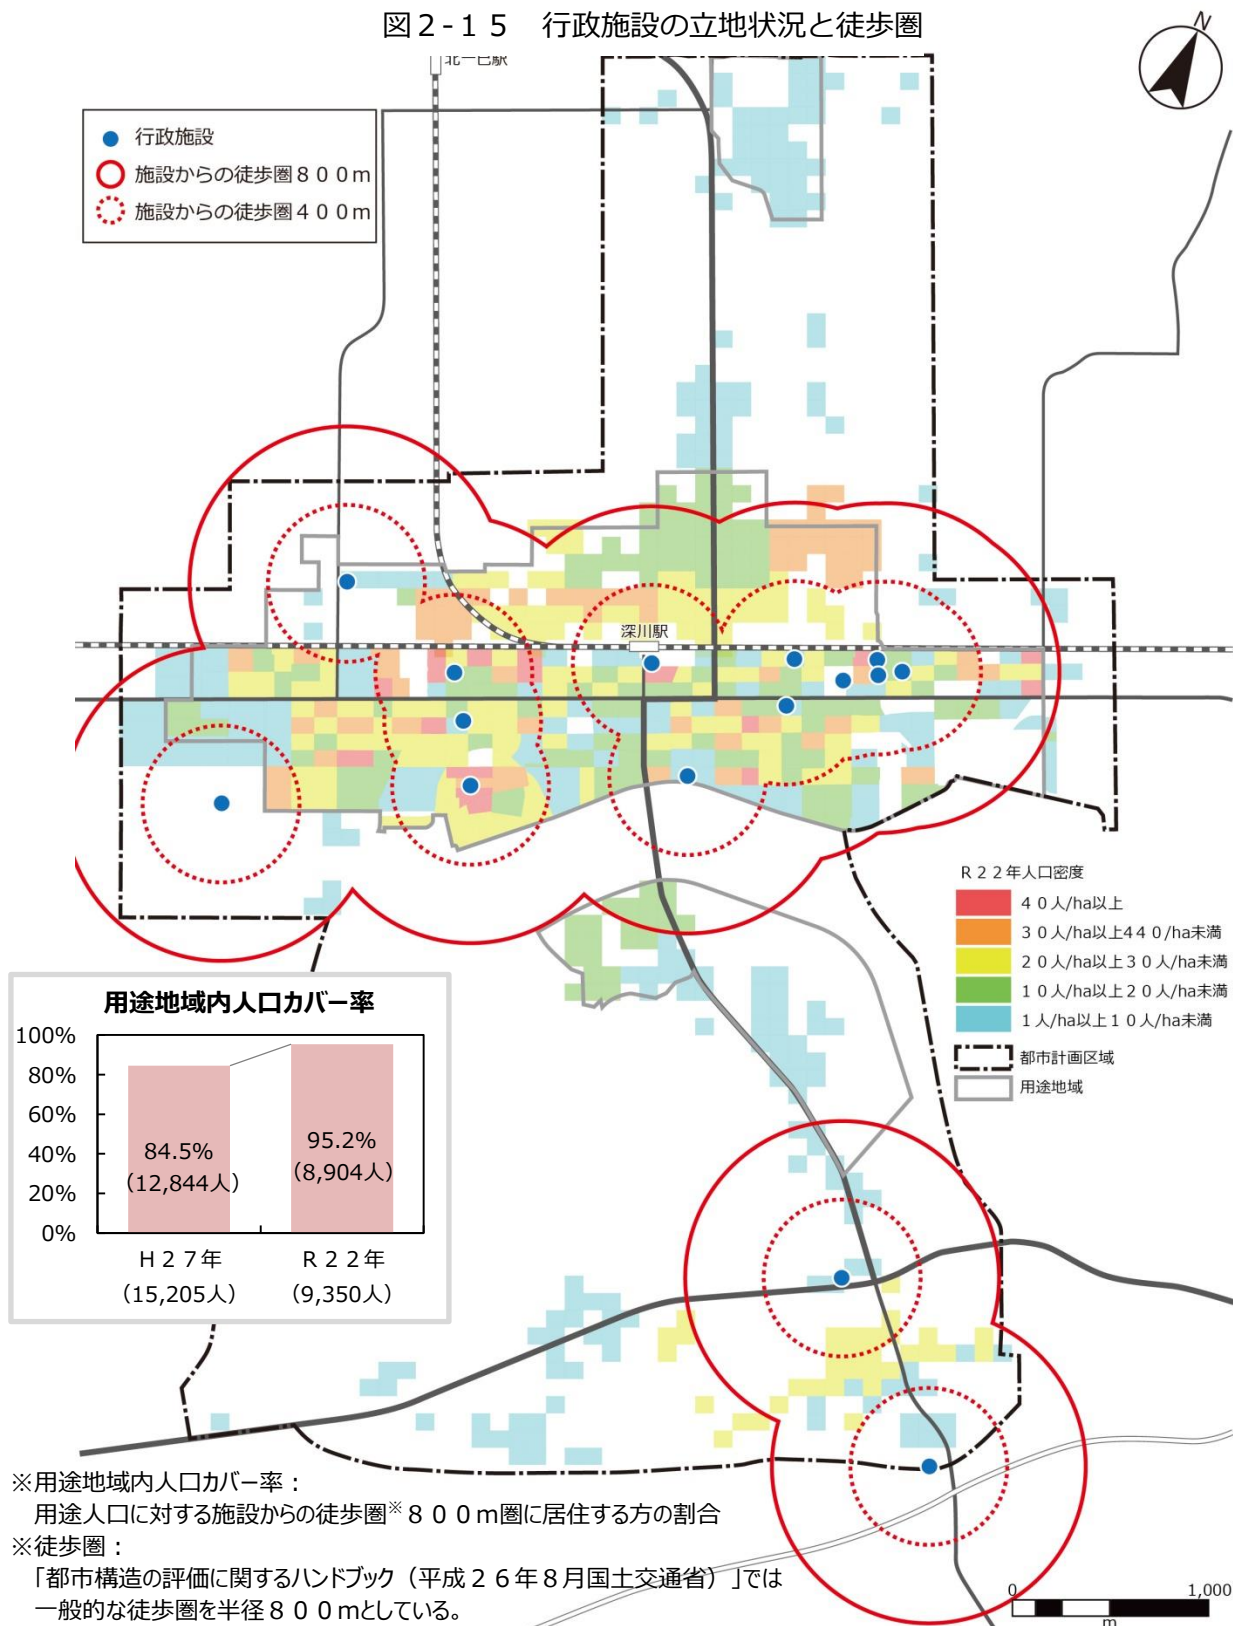 図２-１５　行政施設の立地状況と徒歩圏
N
北一已駅
行政施設
施設からの徒歩圏８００ｍ
施設からの徒歩圏４００ｍ
深川駅
Ｒ２２年人口密度
４０人/ha以上
３０人/ha以上４４０/ha未満
２０人/ha以上３０人/ha未満
１０人/ha以上２０人/ha未満
１人/ha以上１０人/ha未満
都市計画区域
用途地域
用途地域内人口カバー率
100%
80%
60%
40%
20%
0%
84.5%
（12,844人）
95.2%
（8,904人）
Ｈ２７年
（15,205人）
Ｒ２２年
（9,350人）
※用途地域内人口カバー率：
用途人口に対する施設からの徒歩圏※８００ｍ圏に居住する方の割合
※徒歩圏：
「都市構造の評価に関するハンドブック（平成２６年８月国土交通省）」では
一般的な徒歩圏を半径８００ｍとしている。
0 1,000
m